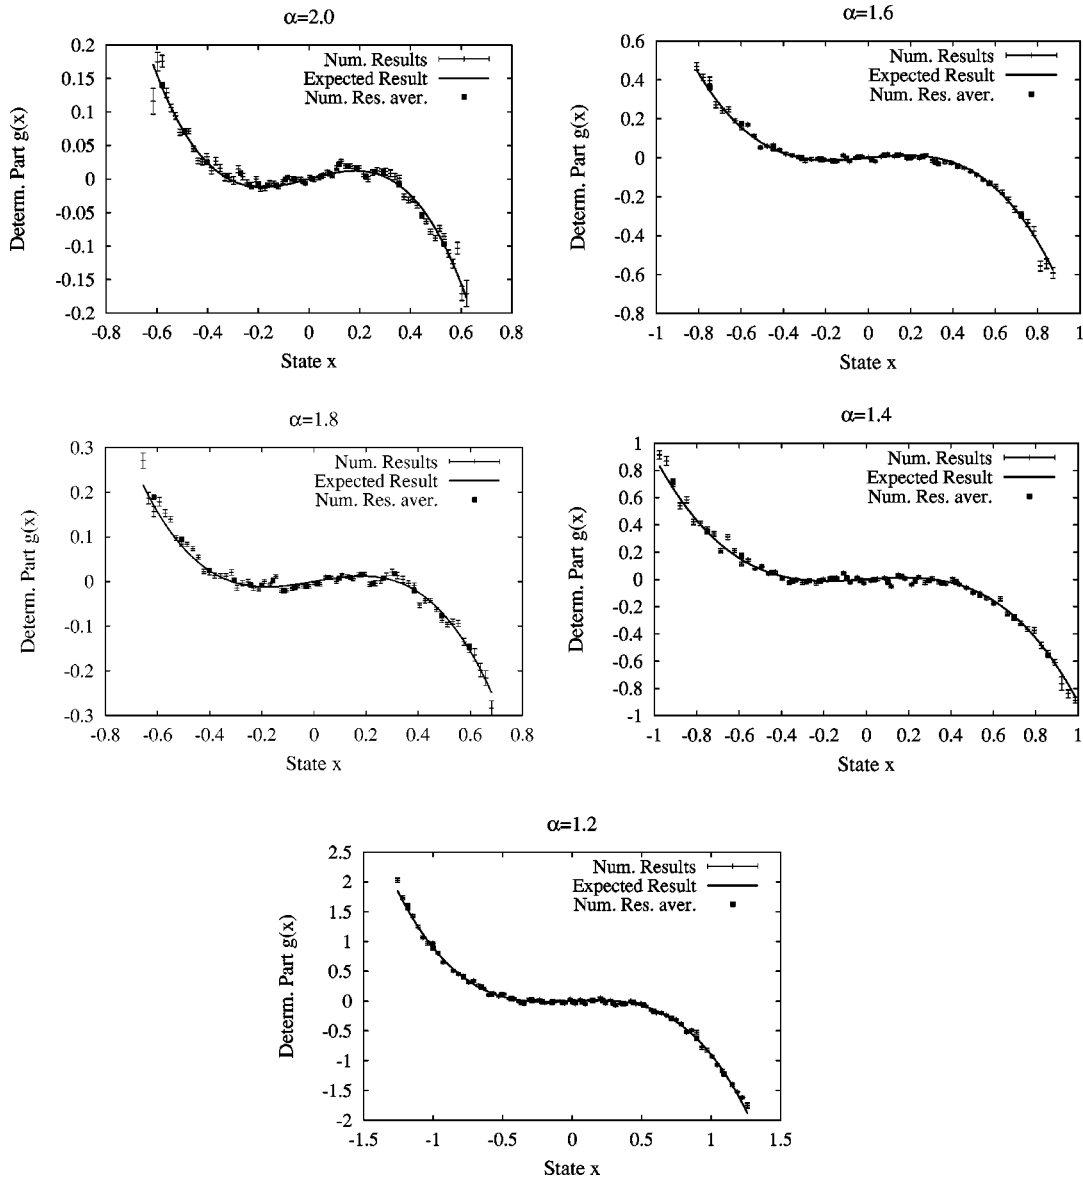 α=2.0
Num. Results
Expected Result
Num. Res. aver.
0.2
0.15
0.1
0.05
0
-0.05
-0.1
-0.15
-0.2
Determ. Part g(x)
-0.8 -0.6 -0.4 -0.2 0 0.2 0.4 0.6 0.8
State x
α=1.6
Num. Results
Expected Result
Num. Res. aver.
0.6
0.4
0.2
0
-0.2
-0.4
-0.6
-0.8
Determ. Part g(x)
-1 -0.8 -0.6 -0.4 -0.2 0 0.2 0.4 0.6 0.8 1
State x
α=1.8
Num. Results
Expected Result
Num. Res. aver.
0.3
0.2
0.1
0
-0.1
-0.2
-0.3
Determ. Part g(x)
-0.8 -0.6 -0.4 -0.2 0 0.2 0.4 0.6 0.8
State x
α=1.4
Num. Results
Expected Result
Num. Res. aver.
1
0.8
0.6
0.4
0.2
0
-0.2
-0.4
-0.6
-0.8
-1
Determ. Part g(x)
-1 -0.8 -0.6 -0.4 -0.2 0 0.2 0.4 0.6 0.8 1
State x
α=1.2
Num. Results
Expected Result
Num. Res. aver.
2.5
2
1.5
1
0.5
0
-0.5
-1
-1.5
-2
Determ. Part g(x)
-1.5 -1 -0.5 0 0.5 1 1.5
State x